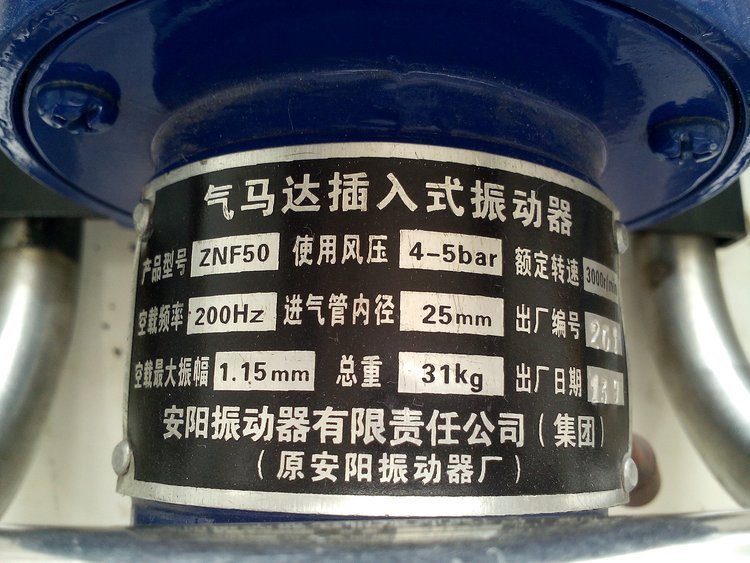 气马达插入式振动器
产品型号 ZNF50 使用风压 4-5bar 额定转速 3000r/min
空载频率 200Hz 进气管内径 25mm 出厂编号
空载最大振幅 1.15mm 总重 31kg 出厂日期
安阳振动器有限责任公司(集团)
(原安阳振动器厂)